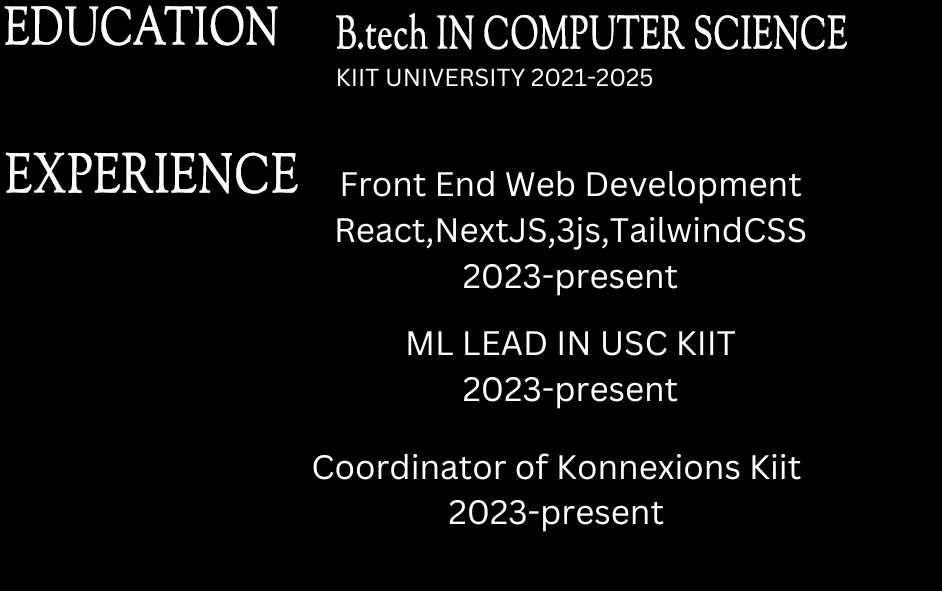 EDUCATION
B.tech IN COMPUTER SCIENCE
KIIT UNIVERSITY 2021-2025
EXPERIENCE
Front End Web Development
React,NextJS,3js,TailwindCSS
2023-present
ML LEAD IN USC KIIT
2023-present
Coordinator of Konnexions Kiit
2023-present